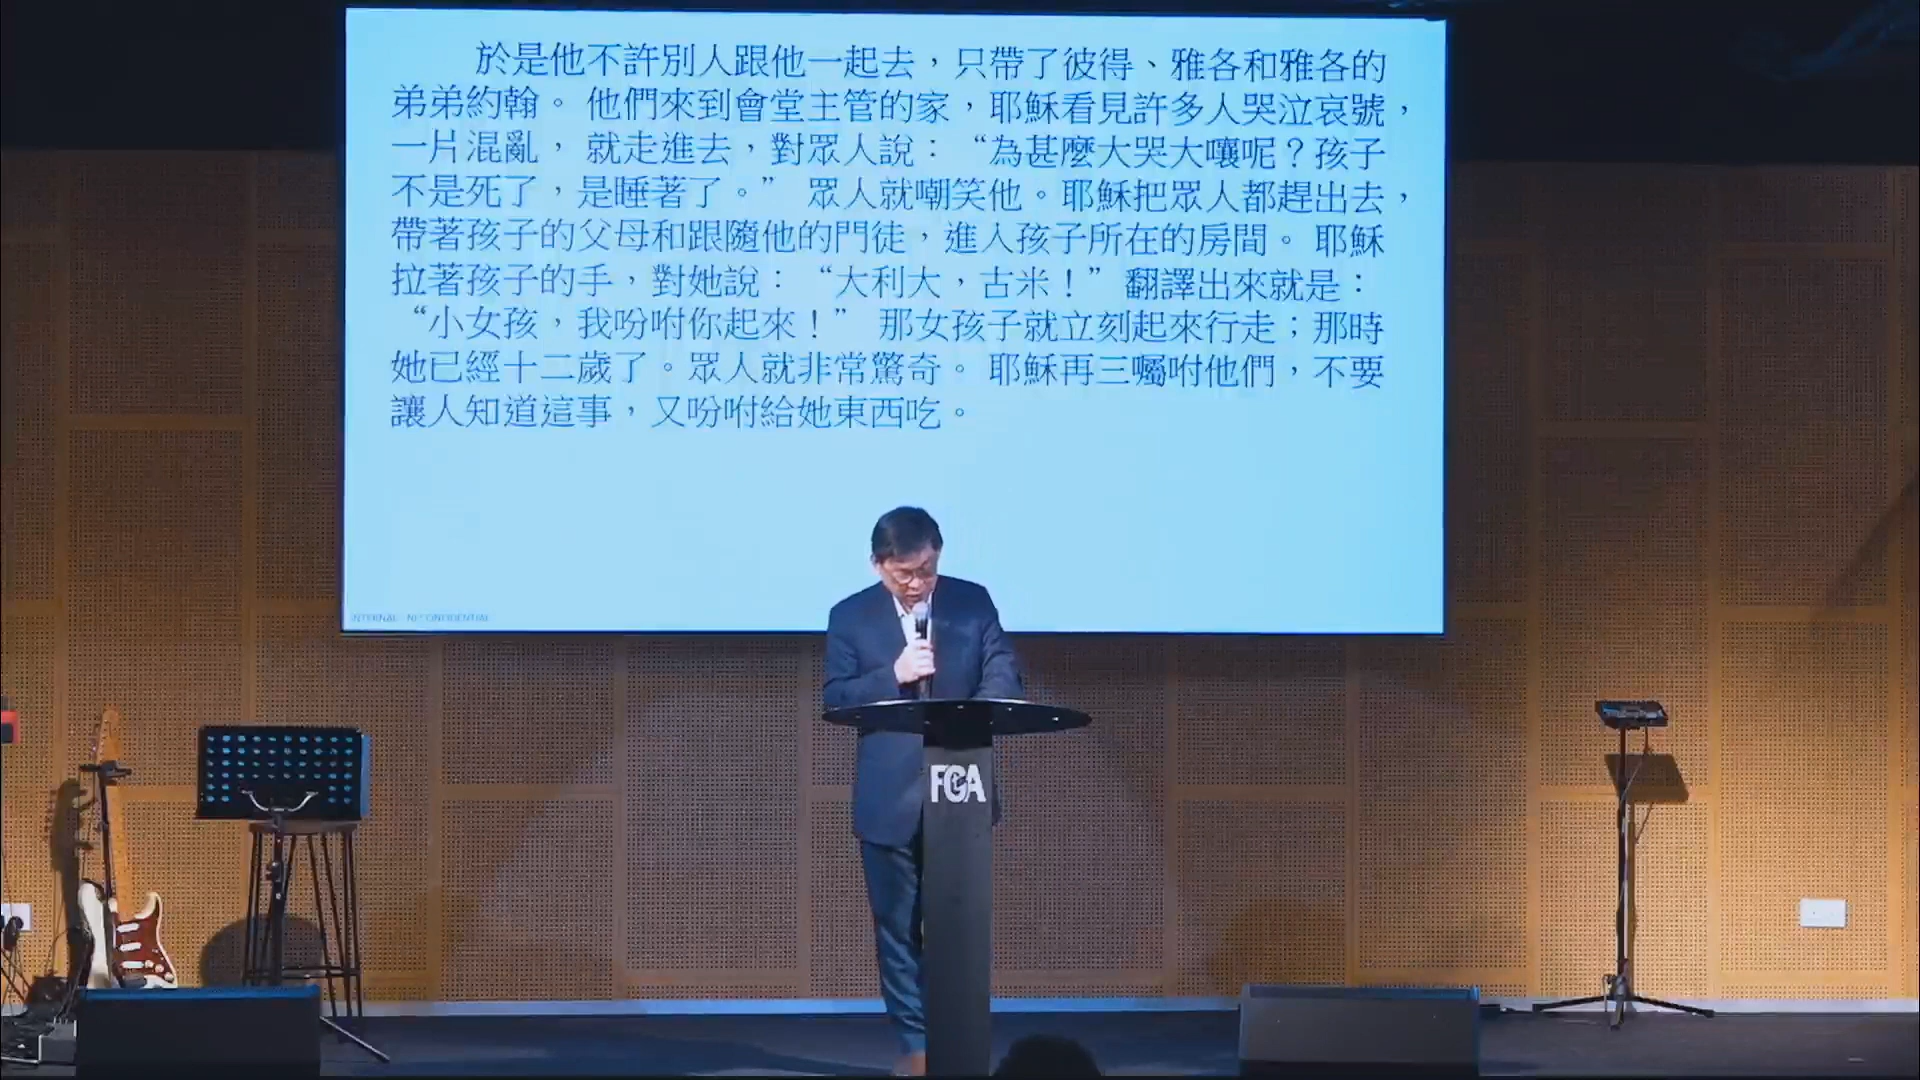 於是他不許別人跟他一起去，只帶了彼得、雅各和雅各的
弟弟約翰。 他們來到會堂主管的家，耶穌看見許多人哭泣哀號，
一片混亂， 就走進去，對眾人說：“為甚麼大哭大嚷呢？孩子
不是死了，是睡著了。” 眾人就嘲笑他。耶穌把眾人都趕出去，
帶著孩子的父母和跟隨他的門徒，進入孩子所在的房間。 耶穌
拉著孩子的手，對她說：“大利大，古米！”翻譯出來就是：
“小女孩，我吩咐你起來！” 那女孩子就立刻起來行走；那時
她已經十二歲了。眾人就非常驚奇。 耶穌再三囑咐他們，不要
讓人知道這事，又吩咐給她東西吃。
INTERNAL
FGA